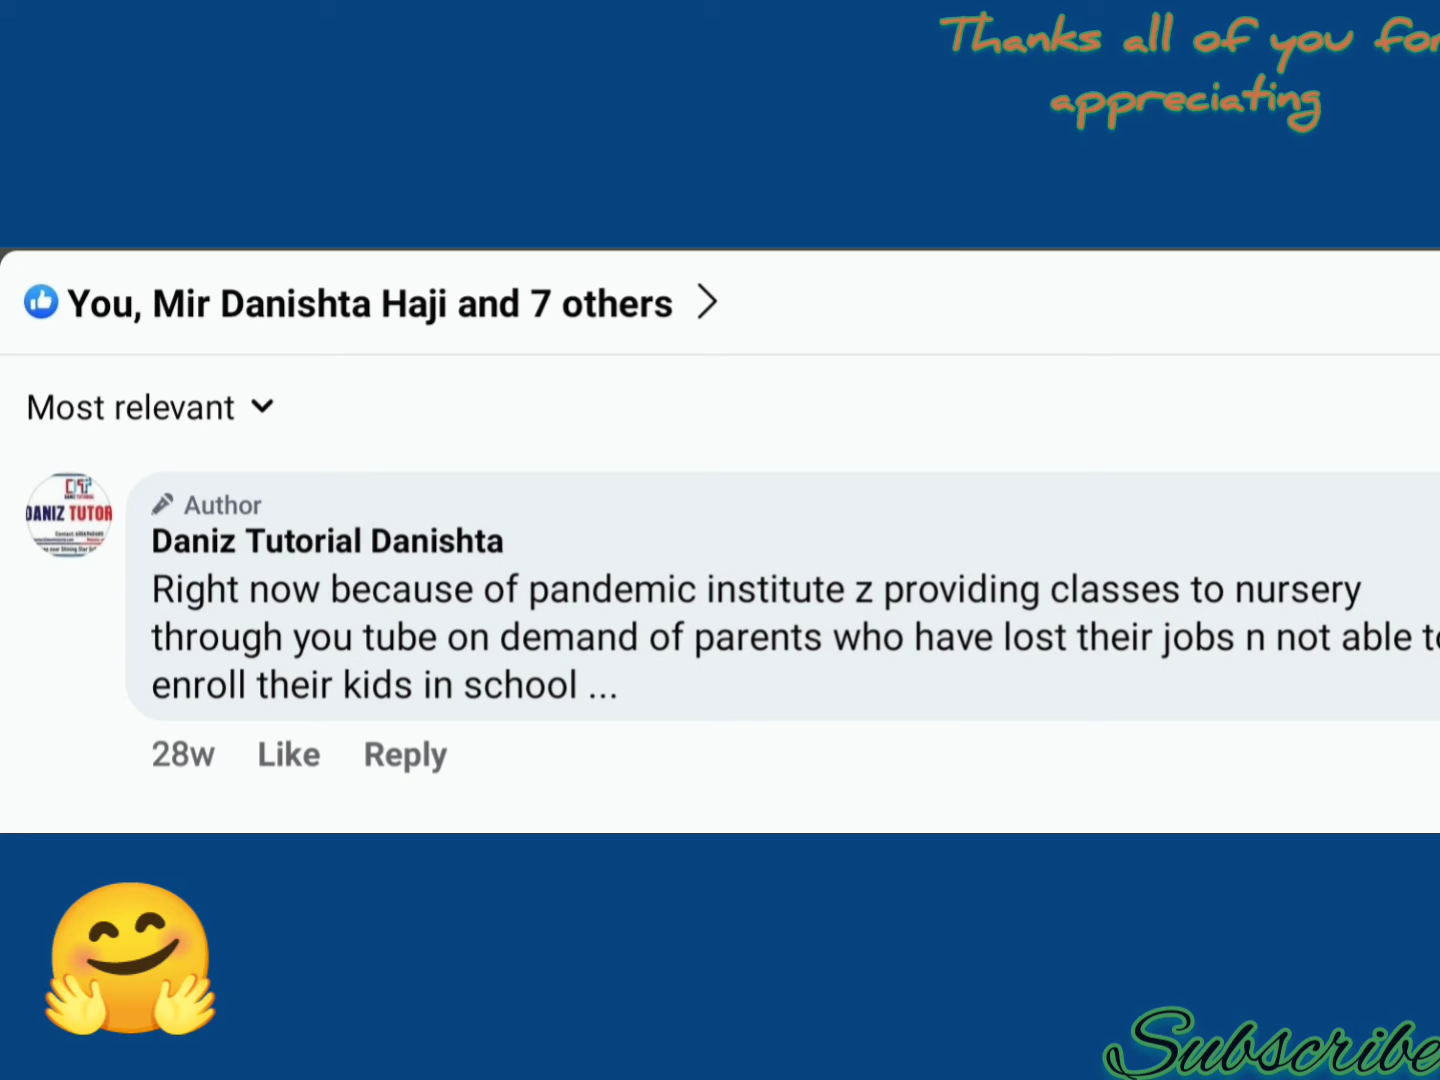 Thanks all of you for
appreciating
You, Mir Danishta Haji and 7 others
Most relevant
DANIZ TUTOR
Author
Daniz Tutorial Danishta
Right now because of pandemic institute z providing classes to nursery
through you tube on demand of parents who have lost their jobs n not able to
enroll their kids in school ...
28w Like Reply
Subscribe